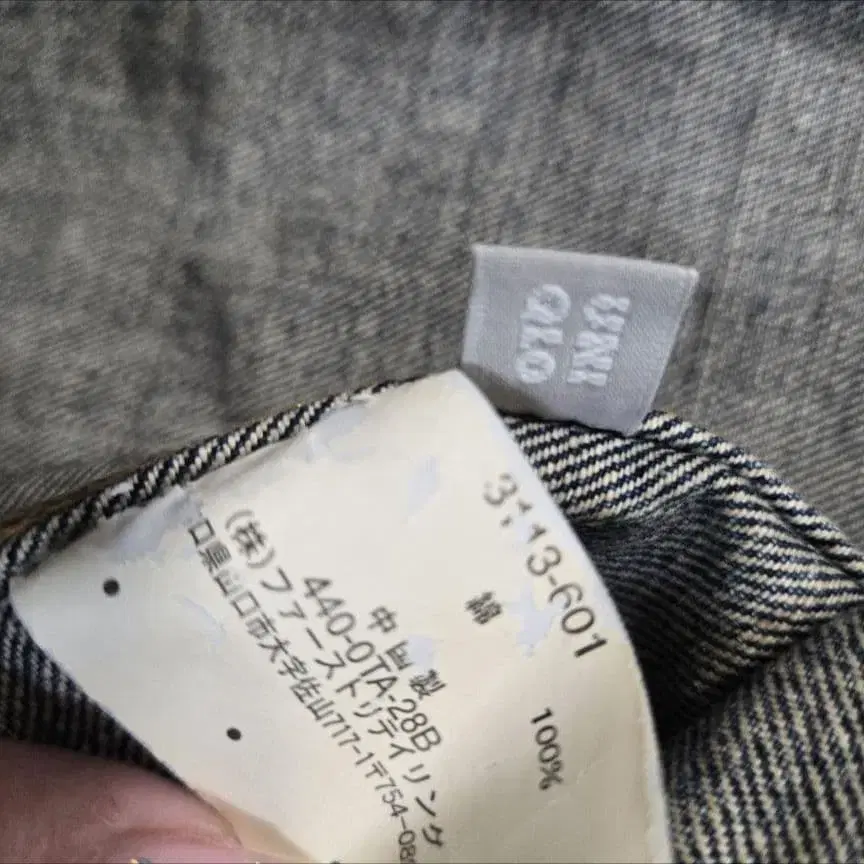 UNI
QLO
3113-601
綿 100%
中国製
440-0TA-28B
(株)ファーストリテイリング
口県山口市大字佐山717-1〒754-08